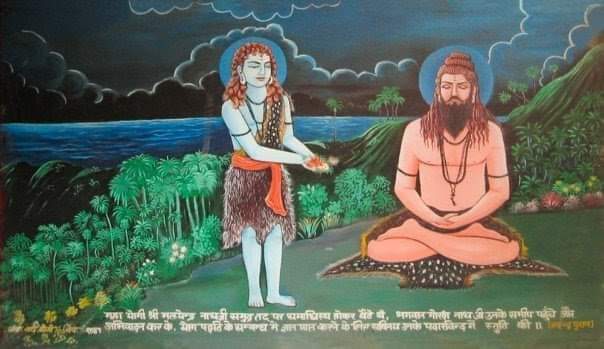 महा योगी श्री मत्स्येन्द्र नाथजी समुद्र तट पर समाधिस्थ होकर बैठे थे, भगवान गोरक्ष नाथ जी उनके समीप पहुँचे और
अभिवादन कर के, योग पद्धति के सम्बन्ध में ज्ञान प्राप्त करने के लिए सविनय उनके पदारविन्द में स्तुति की ॥